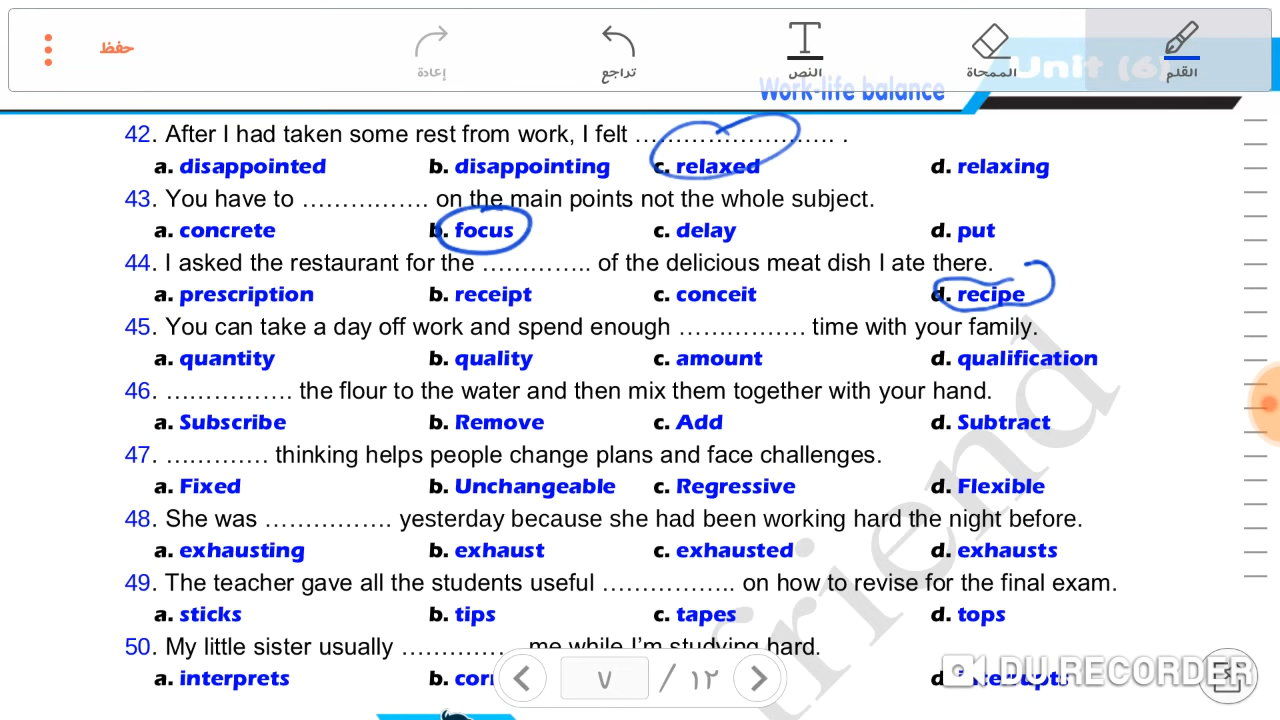 حفظ
إعادة
تراجع
النص
الممحاة
القلم
Unit (6)
Work-life balance
42. After I had taken some rest from work, I felt ………………………. .
a. disappointed b. disappointing c. relaxed d. relaxing
43. You have to ……………… on the main points not the whole subject.
a. concrete b. focus c. delay d. put
44. I asked the restaurant for the ………….. of the delicious meat dish I ate there.
a. prescription b. receipt c. conceit d. recipe
45. You can take a day off work and spend enough ……………… time with your family.
a. quantity b. quality c. amount d. qualification
46. ……………… the flour to the water and then mix them together with your hand.
a. Subscribe b. Remove c. Add d. Subtract
47. ………….. thinking helps people change plans and face challenges.
a. Fixed b. Unchangeable c. Regressive d. Flexible
48. She was ……………… yesterday because she had been working hard the night before.
a. exhausting b. exhaust c. exhausted d. exhausts
49. The teacher gave all the students useful …………….. on how to revise for the final exam.
a. sticks b. tips c. tapes d. tops
50. My little sister usually …………… me while I'm studying hard.
a. interprets b. d.
٧ / ١٢
DU RECORDER
friend